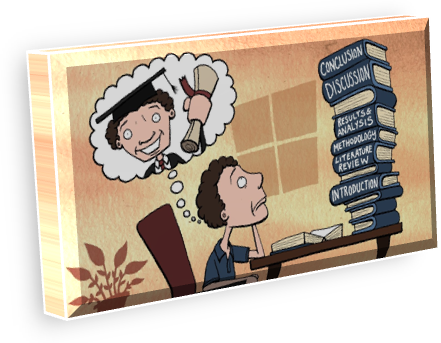 CONCLUSION
DISCUSSION
RESULTS &
ANALYSIS
METHODOLOGY
LITERATURE
REVIEW
INTRODUCTION